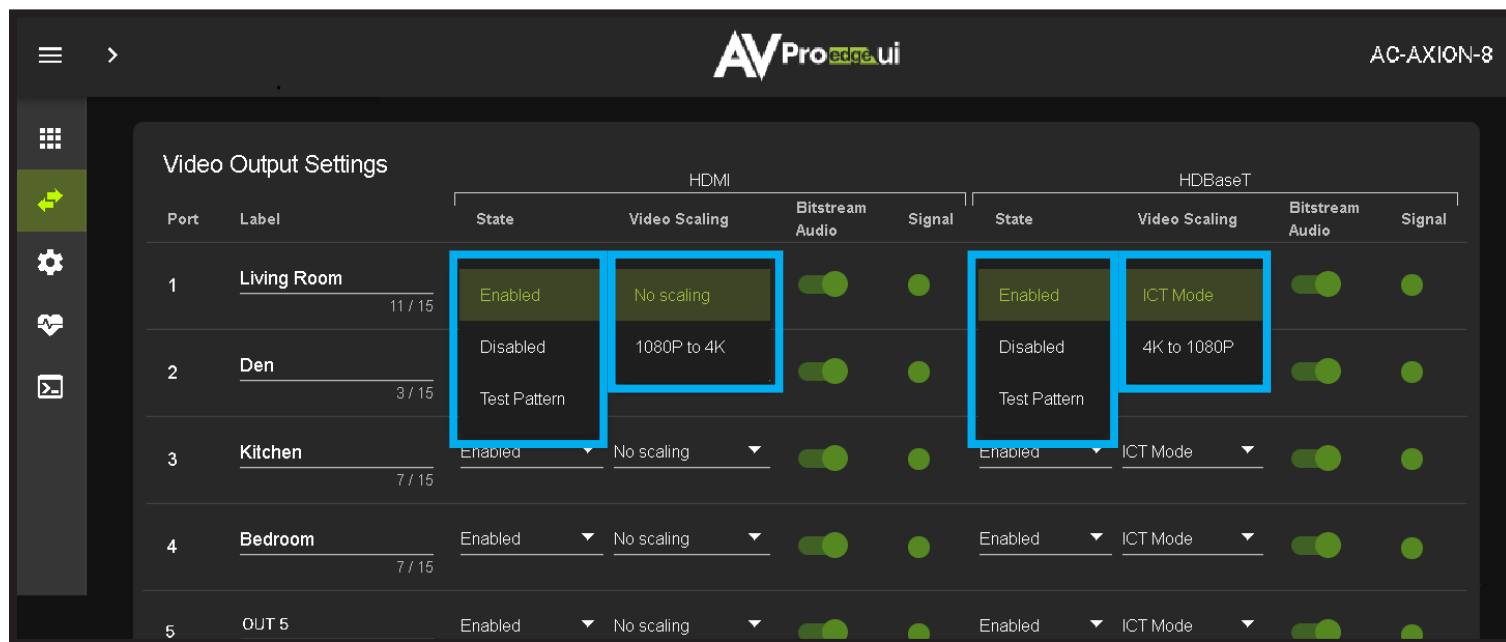 AVPro edge.ui
AC-AXION-8
Video Output Settings
HDMI HDBaseT
Port Label State Video Scaling Bitstream Audio Signal State Video Scaling Bitstream Audio Signal
1 Living Room Enabled No scaling Enabled ICT Mode
11 / 15
Disabled 1080P to 4K Disabled 4K to 1080P
2 Den
3 / 15
Test Pattern Test Pattern
3 Kitchen Enabled No scaling Enabled ICT Mode
7 / 15
4 Bedroom Enabled No scaling Enabled ICT Mode
7 / 15
5 OUT 5 Enabled No scaling Enabled ICT Mode